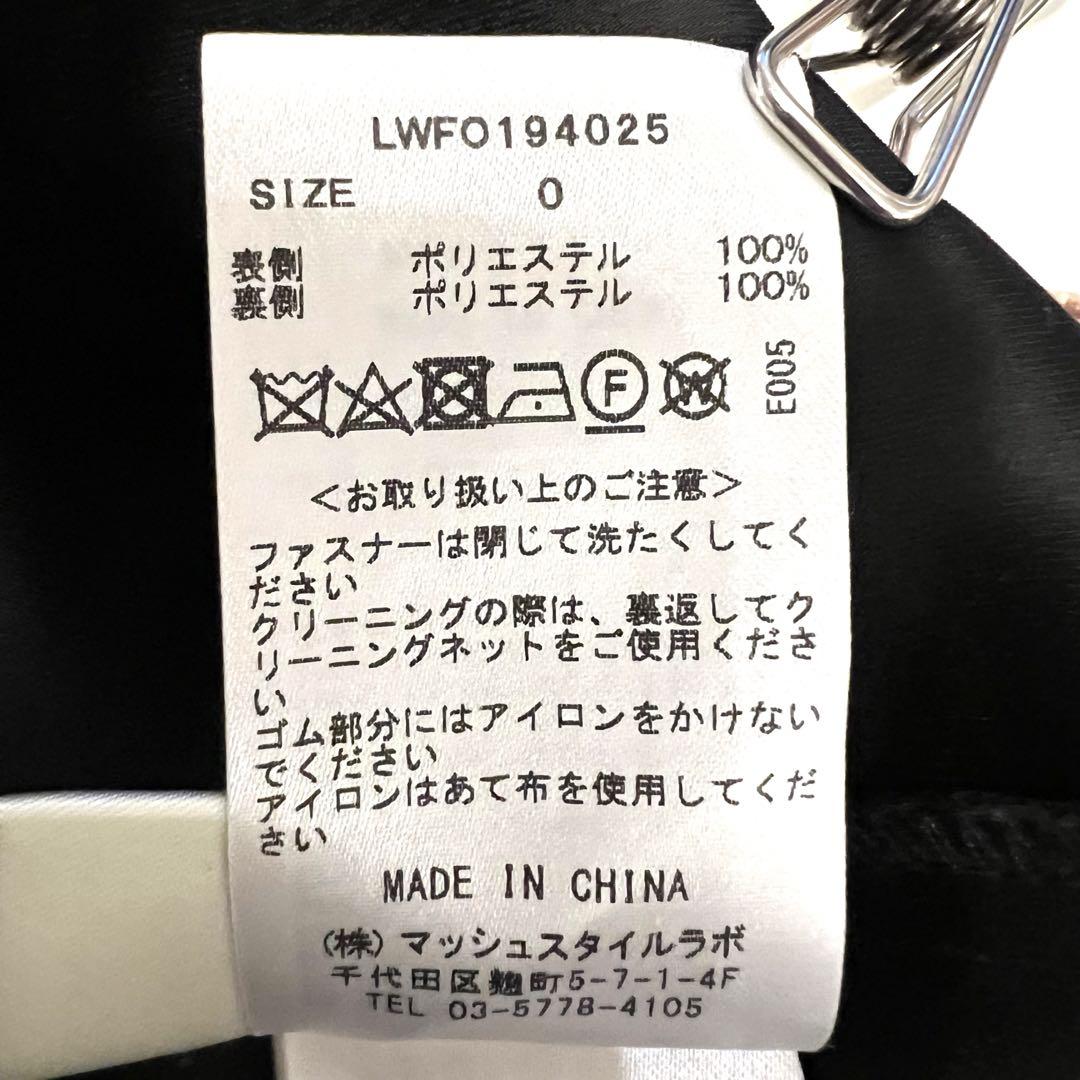 LWFO194025
SIZE 0
表側 ポリエステル 100%
裏側 ポリエステル 100%
F W E005
<お取り扱い上のご注意>
ファスナーは閉じて洗たくしてく
ださい
クリーニングの際は、裏返してク
リーニングネットをご使用くださ
い
ゴム部分にはアイロンをかけない
でください
アイロンはあて布を使用してくだ
さい
MADE IN CHINA
(株) マッシュスタイルラボ
千代田区麹町5-7-1-4F
TEL 03-5778-4105